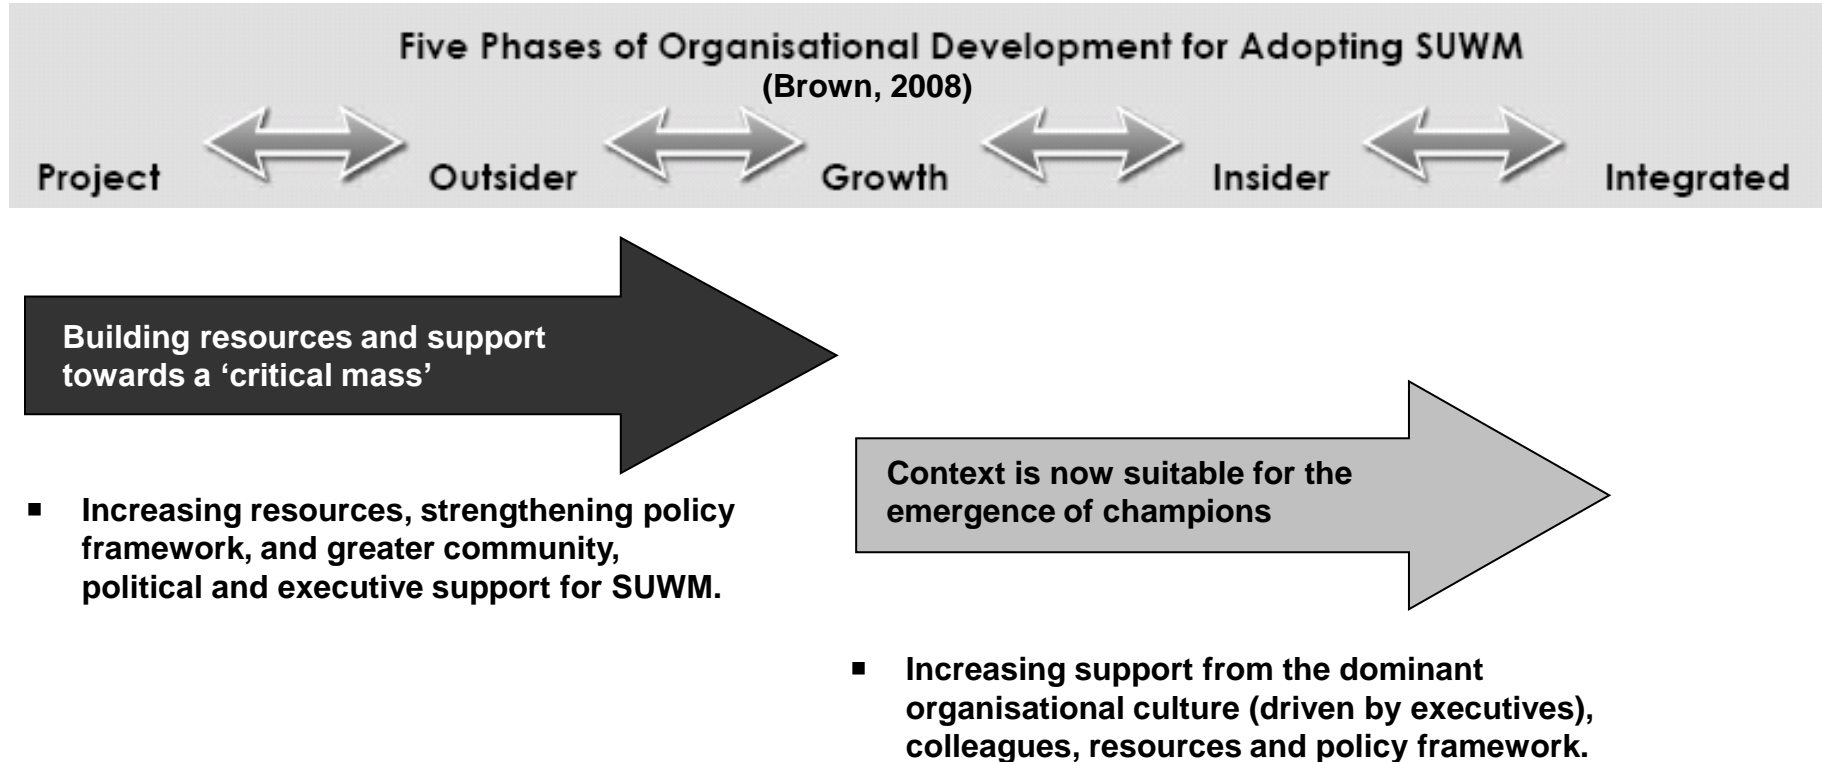 Five Phases of Organisational Development for Adopting SUWM
(Brown, 2008)
Project Outsider Growth Insider Integrated
Building resources and support
towards a ‘critical mass’
▪ Increasing resources, strengthening policy
framework, and greater community,
political and executive support for SUWM.
Context is now suitable for the
emergence of champions
▪ Increasing support from the dominant
organisational culture (driven by executives),
colleagues, resources and policy framework.